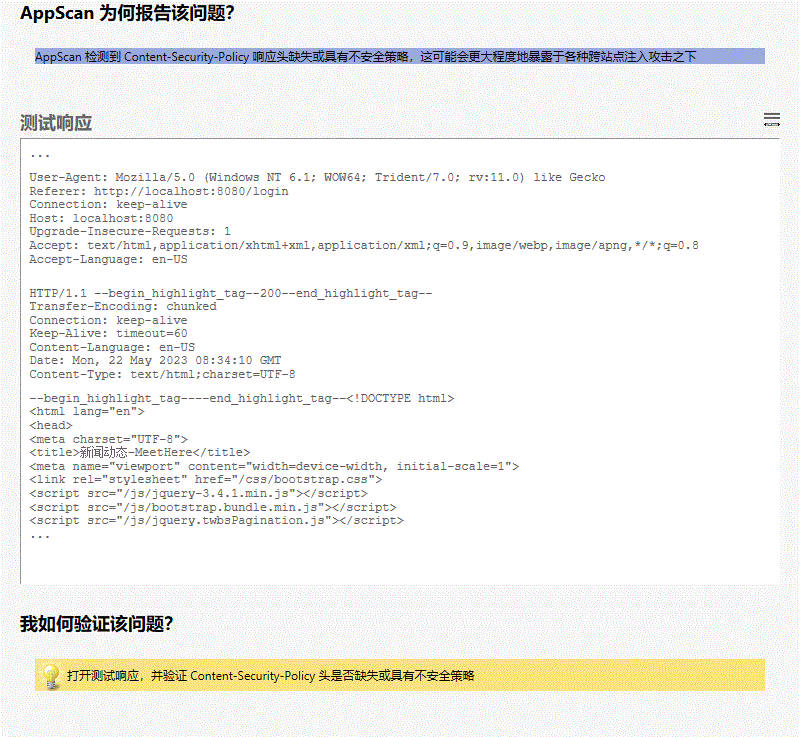 AppScan 为何报告该问题?
AppScan 检测到 Content-Security-Policy 响应头缺失或具有不安全策略，这可能会更大程度地暴露于各种跨站点注入攻击之下
测试响应
...
User-Agent: Mozilla/5.0 (Windows NT 6.1; WOW64; Trident/7.0; rv:11.0) like Gecko
Referer: http://localhost:8080/login
Connection: keep-alive
Host: localhost:8080
Upgrade-Insecure-Requests: 1
Accept: text/html,application/xhtml+xml,application/xml;q=0.9,image/webp,image/apng,*/*;q=0.8
Accept-Language: en-US
HTTP/1.1 --begin_highlight_tag--200--end_highlight_tag--
Transfer-Encoding: chunked
Connection: keep-alive
Keep-Alive: timeout=60
Content-Language: en-US
Date: Mon, 22 May 2023 08:34:10 GMT
Content-Type: text/html;charset=UTF-8
--begin_highlight_tag----end_highlight_tag--<!DOCTYPE html>
<html lang="en">
<head>
<meta charset="UTF-8">
<title>新闻动态-MeetHere</title>
<meta name="viewport" content="width=device-width, initial-scale=1">
<link rel="stylesheet" href="/css/bootstrap.css">
<script src="/js/jquery-3.4.1.min.js"></script>
<script src="/js/bootstrap.bundle.min.js"></script>
<script src="/js/jquery.twbsPagination.js"></script>
...
我如何验证该问题?
打开测试响应，并验证 Content-Security-Policy 头是否缺失或具有不安全策略